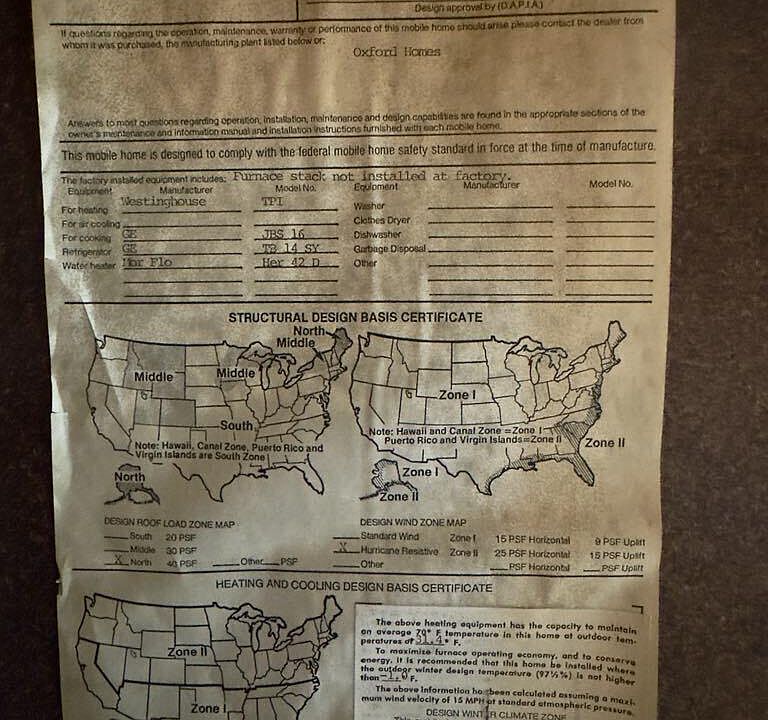 Design approval by (D.A.P.I.A.)
If questions regarding the operation, maintenance, warranty or performance of this mobile home should arise please contact the dealer from
whom it was purchased, the manufacturing plant listed below or:
Oxford Homes
Answers to most questions regarding operation, installation, maintenance and design capabilities are found in the appropriate sections of the
owner's maintenance and information manual and installation instructions furnished with each mobile home.
This mobile home is designed to comply with the federal mobile home safety standard in force at the time of manufacture.
The factory installed equipment includes: Furnace stack not installed at factory.
Equipment Manufacturer Model No. Equipment Manufacturer Model No.
For heating Westinghouse TPI Washer
For air cooling Clothes Dryer
For cooking GE JBS 16 Dishwasher
Refrigerator GE TB 14 SY Garbage Disposal
Water heater Mor Flo Her 42 D Other
STRUCTURAL DESIGN BASIS CERTIFICATE
North
Middle
Middle Middle
South
Note: Hawaii, Canal Zone, Puerto Rico and
Virgin Islands are South Zone
North
Zone I
Note: Hawaii and Canal Zone = Zone I
Puerto Rico and Virgin Islands = Zone II
Zone II
Zone I
Zone II
DESIGN ROOF LOAD ZONE MAP
South 20 PSF
Middle 30 PSF
X North 40 PSF Other PSF
DESIGN WIND ZONE MAP
Standard Wind Zone I 15 PSF Horizontal 9 PSF Uplift
X Hurricane Resistive Zone II 25 PSF Horizontal 15 PSF Uplift
Other PSF Horizontal PSF Uplift
HEATING AND COOLING DESIGN BASIS CERTIFICATE
Zone II
Zone I
The above heating equipment has the capacity to maintain
an average 70° F temperature in this home at outdoor tem-
peratures of 31.4° F.
To maximize furnace operating economy, and to conserve
energy, it is recommended that this home be installed where
the outdoor winter design temperature (97½%) is not higher
than F.
The above information has been calculated assuming a maxi-
mum wind velocity of 15 MPH at standard atmospheric pressure.
DESIGN WINTER CLIMATE ZONE